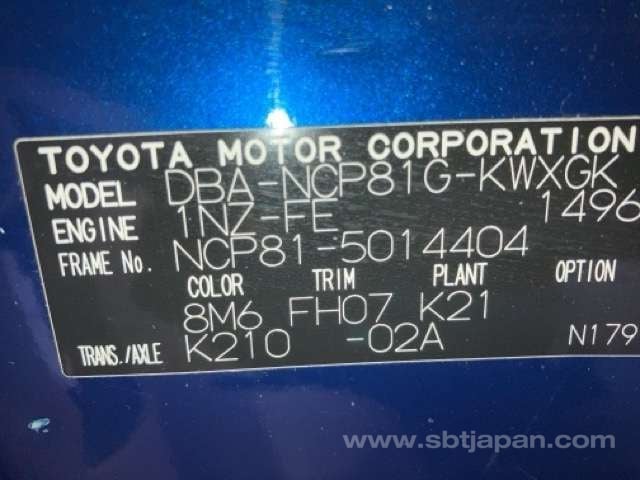 TOYOTA MOTOR CORPORATION
MODEL DBA-NCP81G-KWXGK
ENGINE 1NZ-FE 1496
FRAME No. NCP81-5014404
COLOR TRIM PLANT OPTION
8M6 FH07 K21
TRANS./AXLE K210 -02A N179
www.sbtjapan.com